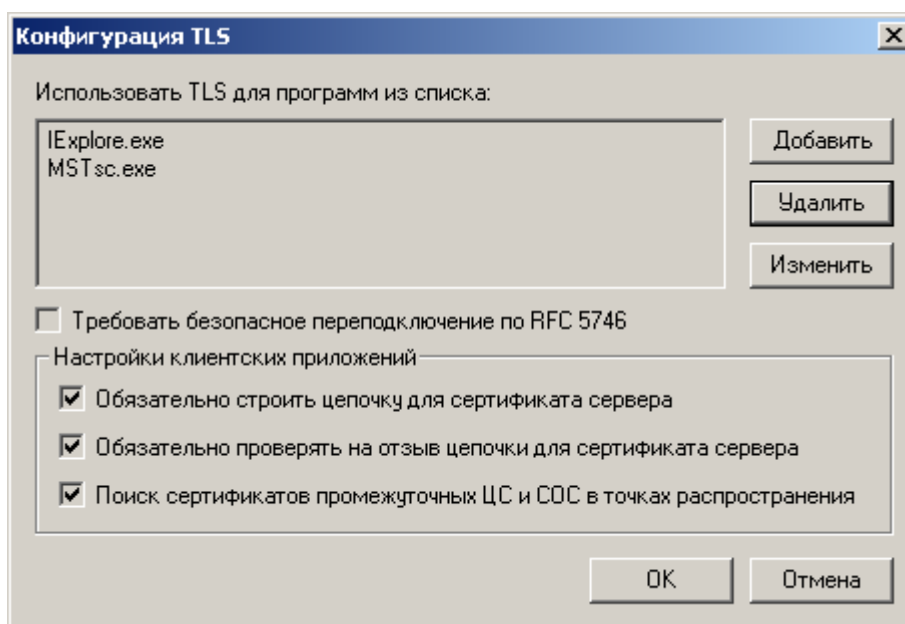 Конфигурация TLS
Использовать TLS для программ из списка:
IExplore.exe
MSTsc.exe
Добавить
Удалить
Изменить
Требовать безопасное переподключение по RFC 5746
Настройки клиентских приложений
Обязательно строить цепочку для сертификата сервера
Обязательно проверять на отзыв цепочки для сертификата сервера
Поиск сертификатов промежуточных ЦС и СОС в точках распространения
OK
Отмена